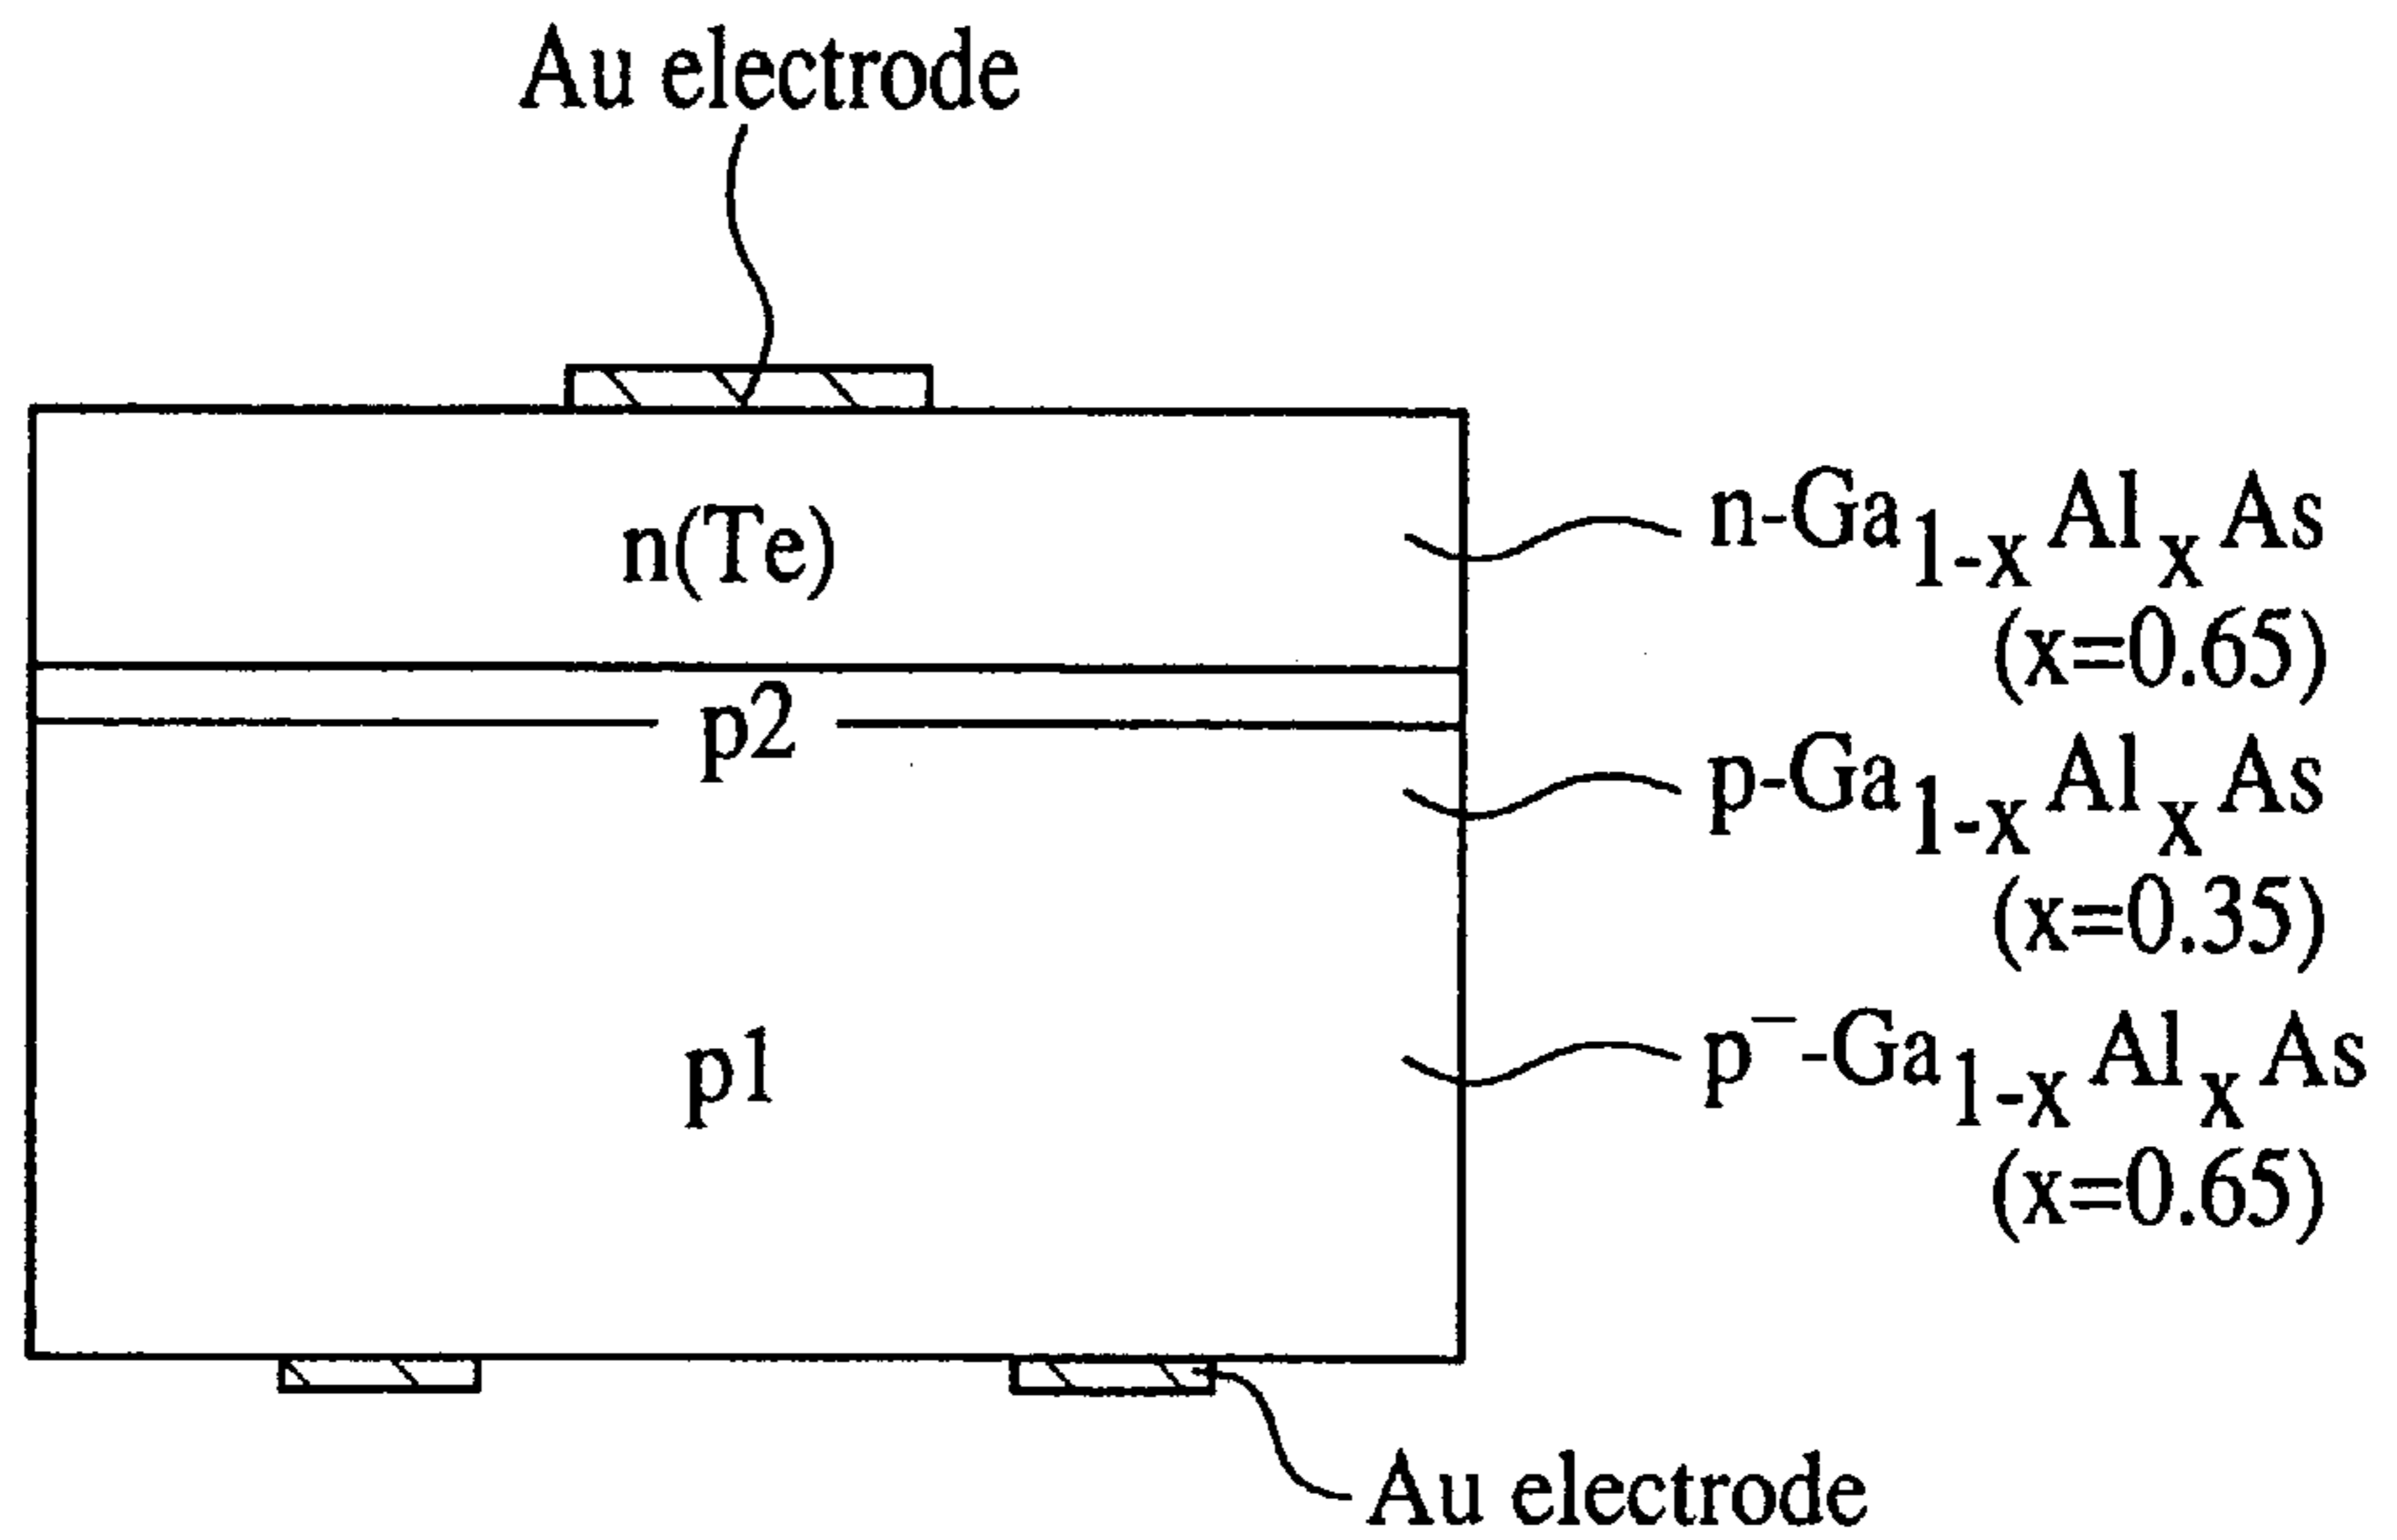 Au electrode
n(Te)
n-Ga1-xAlxAs
(x=0.65)
p2
p-Ga1-xAlxAs
(x=0.35)
p1
p⁻-Ga1-xAlxAs
(x=0.65)
Au electrode